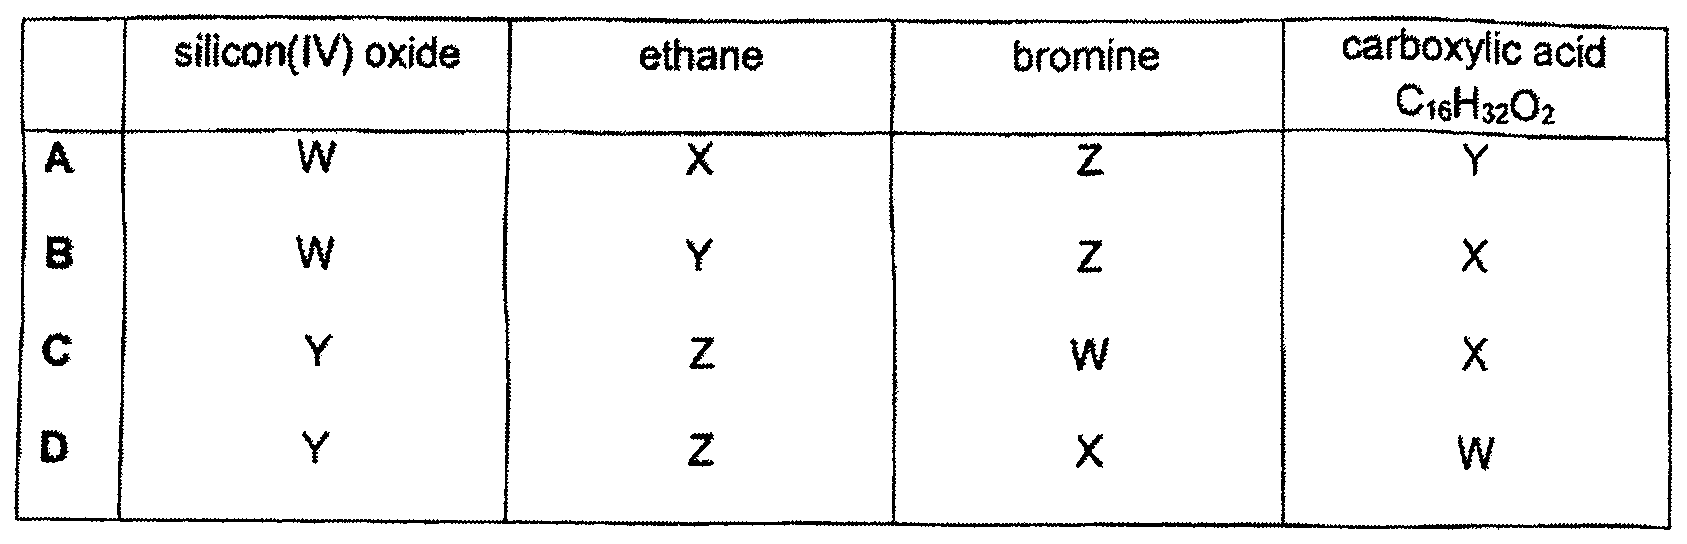 silicon(IV) oxide ethane bromine carboxylic acid
C₁₆H₃₂O₂
A W X Z Y
B W Y Z X
C Y Z W X
D Y Z X W